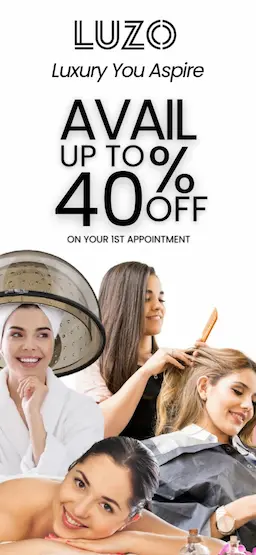 LUZO
Luxury You Aspire
AVAIL
UP TO
40% OFF
ON YOUR 1ST APPOINTMENT